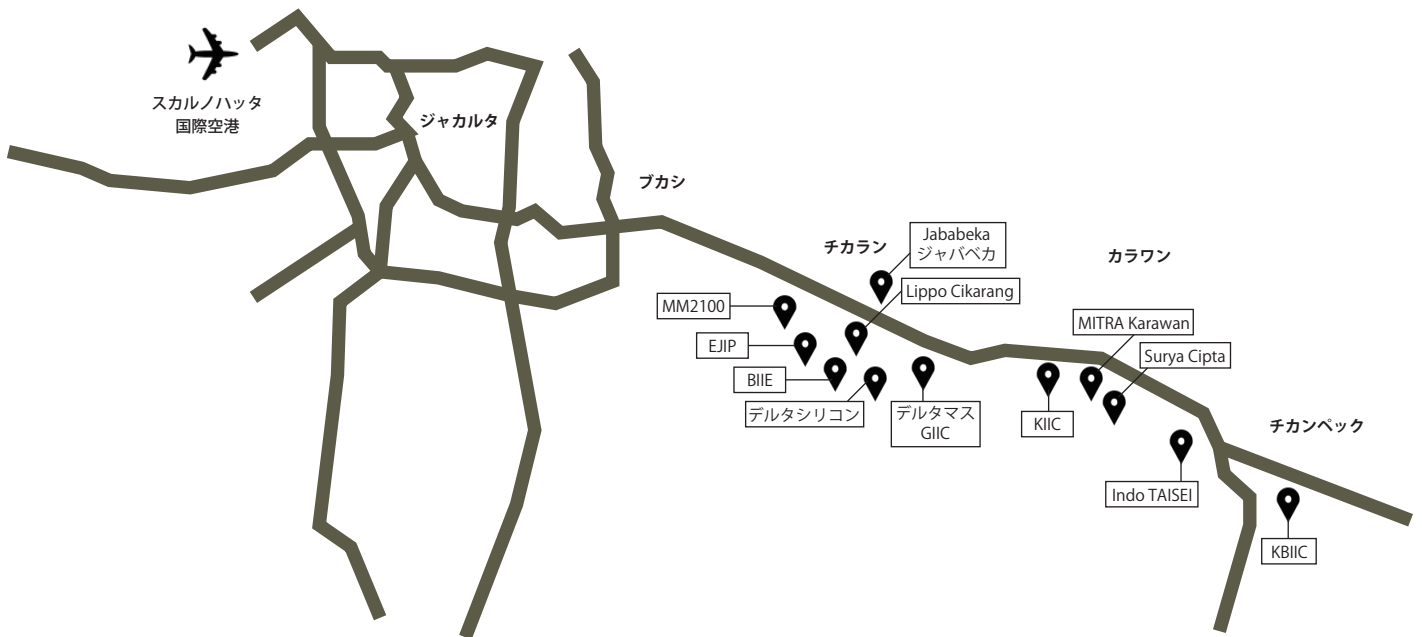 スカルノハッタ
国際空港
ジャカルタ
ブカシ
チカラン
カラワン
チカンペック
Jababeka
ジャバベカ
Lippo Cikarang
MM2100
EJIP
BIIE
デルタシリコン
デルタマス
GIIC
MITRA Karawan
Surya Cipta
KIIC
Indo TAISEI
KBIIC